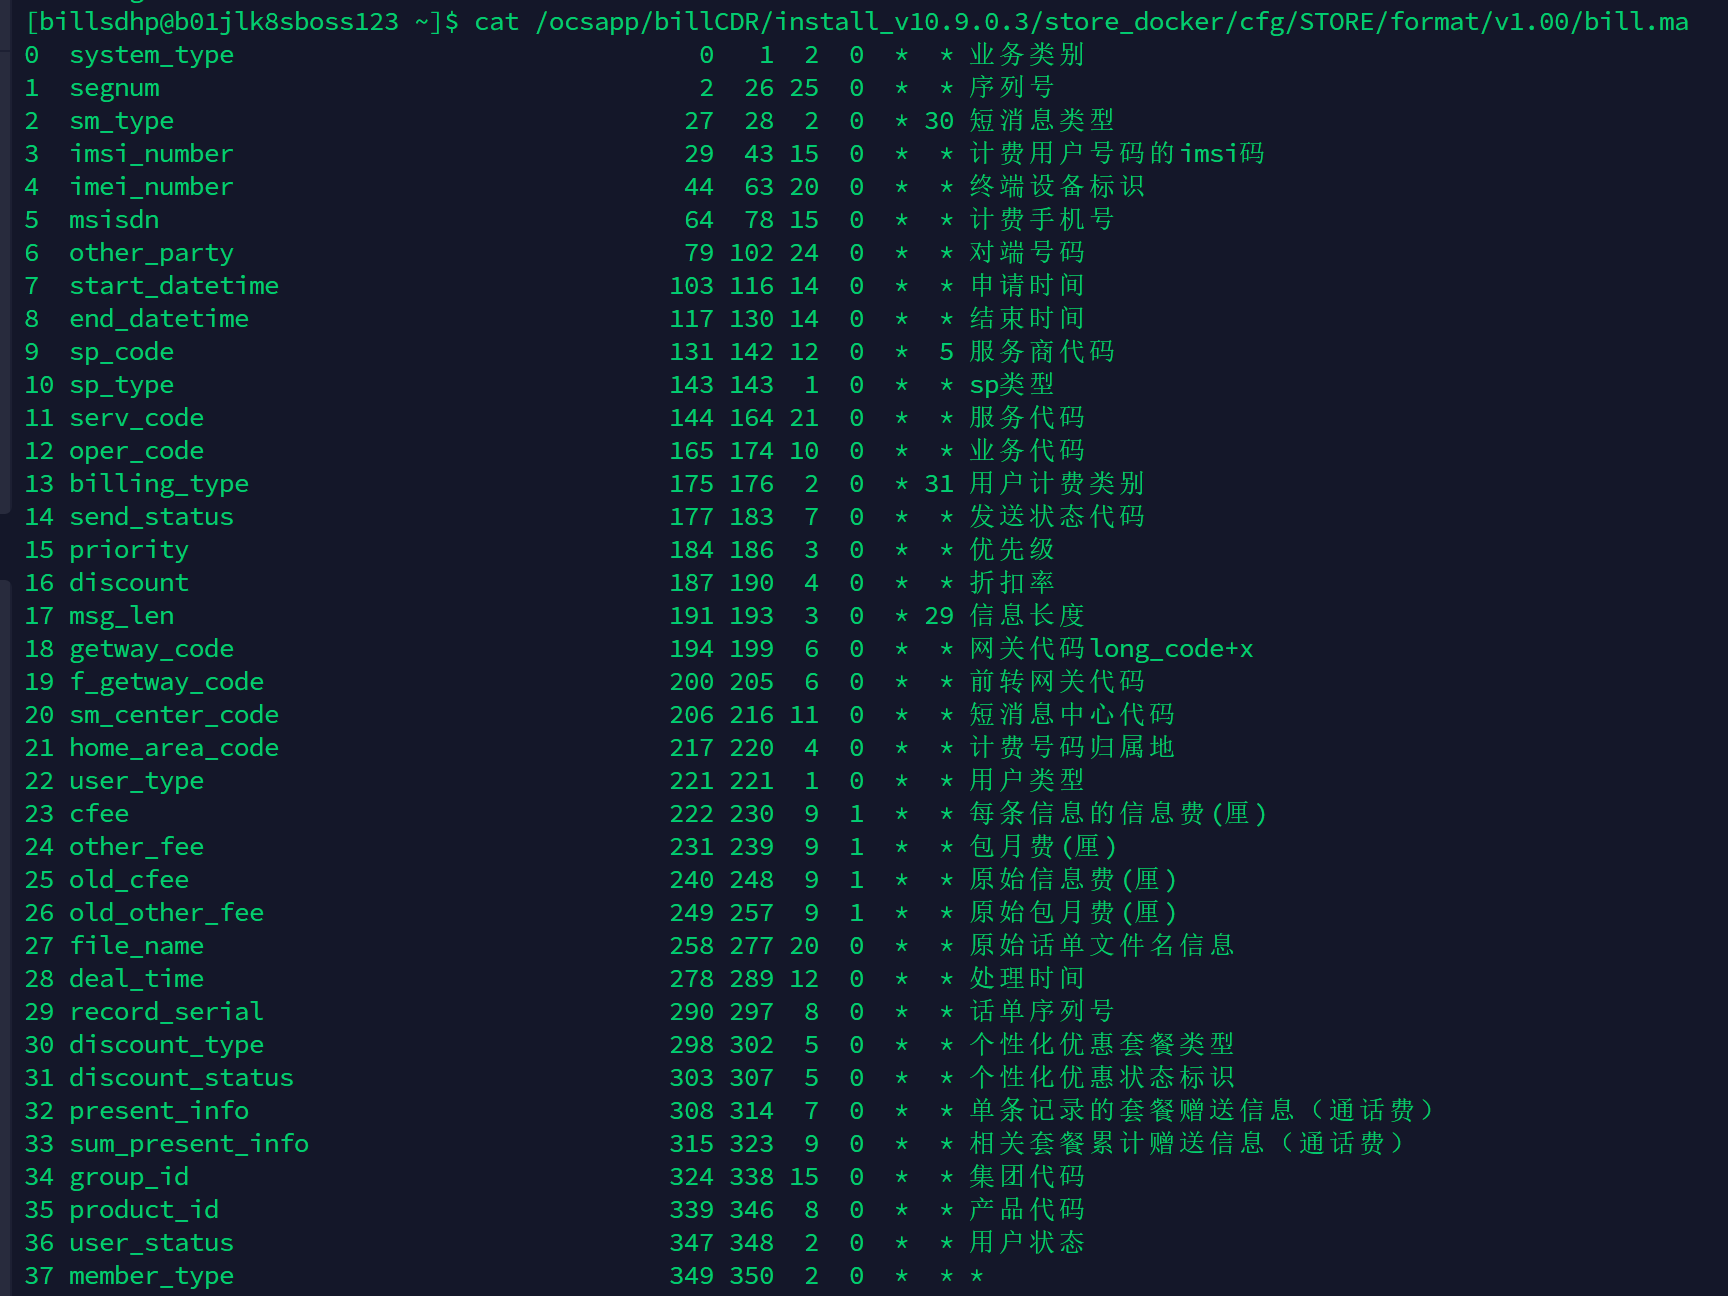 [billsdhp@b01jlk8sboss123 ~]$ cat /ocsapp/billCDR/install_v10.9.0.3/store_docker/cfg/STORE/format/v1.00/bill.ma
0 system_type 0 1 2 0 * * 业务类别
1 segnum 2 26 25 0 * * 序列号
2 sm_type 27 28 2 0 * 30 短消息类型
3 imsi_number 29 43 15 0 * * 计费用户号码的imsi码
4 imei_number 44 63 20 0 * * 终端设备标识
5 msisdn 64 78 15 0 * * 计费手机号
6 other_party 79 102 24 0 * * 对端号码
7 start_datetime 103 116 14 0 * * 申请时间
8 end_datetime 117 130 14 0 * * 结束时间
9 sp_code 131 142 12 0 * 5 服务商代码
10 sp_type 143 143 1 0 * * sp类型
11 serv_code 144 164 21 0 * * 服务代码
12 oper_code 165 174 10 0 * * 业务代码
13 billing_type 175 176 2 0 * 31 用户计费类别
14 send_status 177 183 7 0 * * 发送状态代码
15 priority 184 186 3 0 * * 优先级
16 discount 187 190 4 0 * * 折扣率
17 msg_len 191 193 3 0 * 29 信息长度
18 getway_code 194 199 6 0 * * 网关代码long_code+x
19 f_getway_code 200 205 6 0 * * 前转网关代码
20 sm_center_code 206 216 11 0 * * 短消息中心代码
21 home_area_code 217 220 4 0 * * 计费号码归属地
22 user_type 221 221 1 0 * * 用户类型
23 cfee 222 230 9 1 * * 每条信息的信息费(厘)
24 other_fee 231 239 9 1 * * 包月费(厘)
25 old_cfee 240 248 9 1 * * 原始信息费(厘)
26 old_other_fee 249 257 9 1 * * 原始包月费(厘)
27 file_name 258 277 20 0 * * 原始话单文件名信息
28 deal_time 278 289 12 0 * * 处理时间
29 record_serial 290 297 8 0 * * 话单序列号
30 discount_type 298 302 5 0 * * 个性化优惠套餐类型
31 discount_status 303 307 5 0 * * 个性化优惠状态标识
32 present_info 308 314 7 0 * * 单条记录的套餐赠送信息（通话费）
33 sum_present_info 315 323 9 0 * * 相关套餐累计赠送信息（通话费）
34 group_id 324 338 15 0 * * 集团代码
35 product_id 339 346 8 0 * * 产品代码
36 user_status 347 348 2 0 * * 用户状态
37 member_type 349 350 2 0 * * *